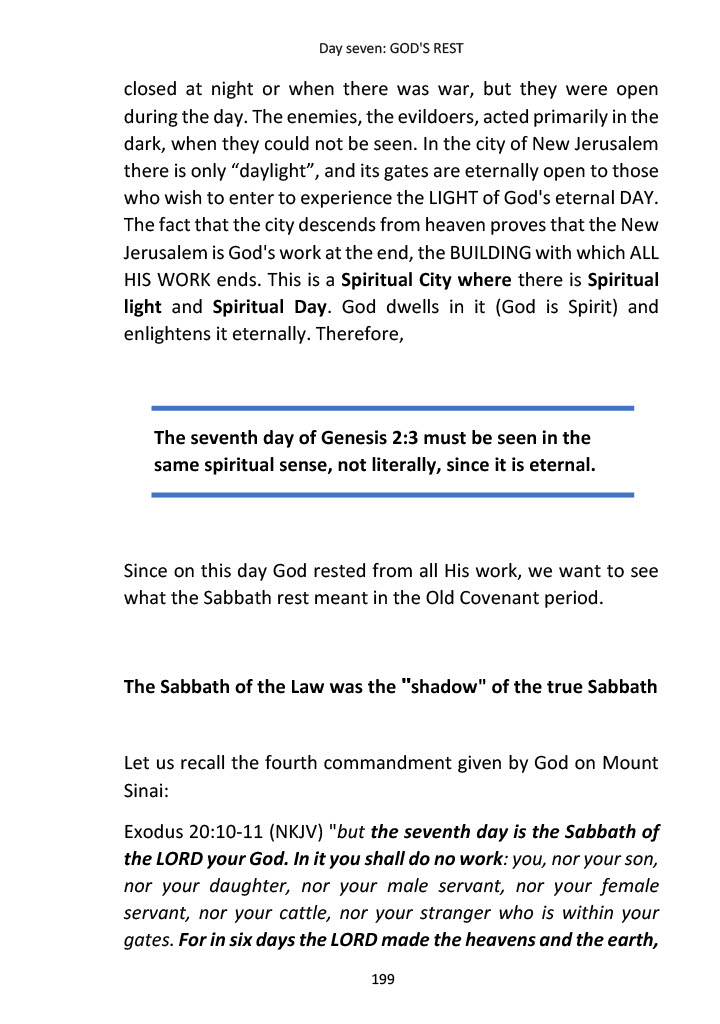 Day seven: GOD'S REST
closed at night or when there was war, but they were open
during the day. The enemies, the evildoers, acted primarily in the
dark, when they could not be seen. In the city of New Jerusalem
there is only “daylight”, and its gates are eternally open to those
who wish to enter to experience the LIGHT of God's eternal DAY.
The fact that the city descends from heaven proves that the New
Jerusalem is God's work at the end, the BUILDING with which ALL
HIS WORK ends. This is a Spiritual City where there is Spiritual
light and Spiritual Day. God dwells in it (God is Spirit) and
enlightens it eternally. Therefore,
The seventh day of Genesis 2:3 must be seen in the
same spiritual sense, not literally, since it is eternal.
Since on this day God rested from all His work, we want to see
what the Sabbath rest meant in the Old Covenant period.
The Sabbath of the Law was the "shadow" of the true Sabbath
Let us recall the fourth commandment given by God on Mount
Sinai:
Exodus 20:10-11 (NKJV) "but the seventh day is the Sabbath of
the LORD your God. In it you shall do no work: you, nor your son,
nor your daughter, nor your male servant, nor your female
servant, nor your cattle, nor your stranger who is within your
gates. For in six days the LORD made the heavens and the earth,
199